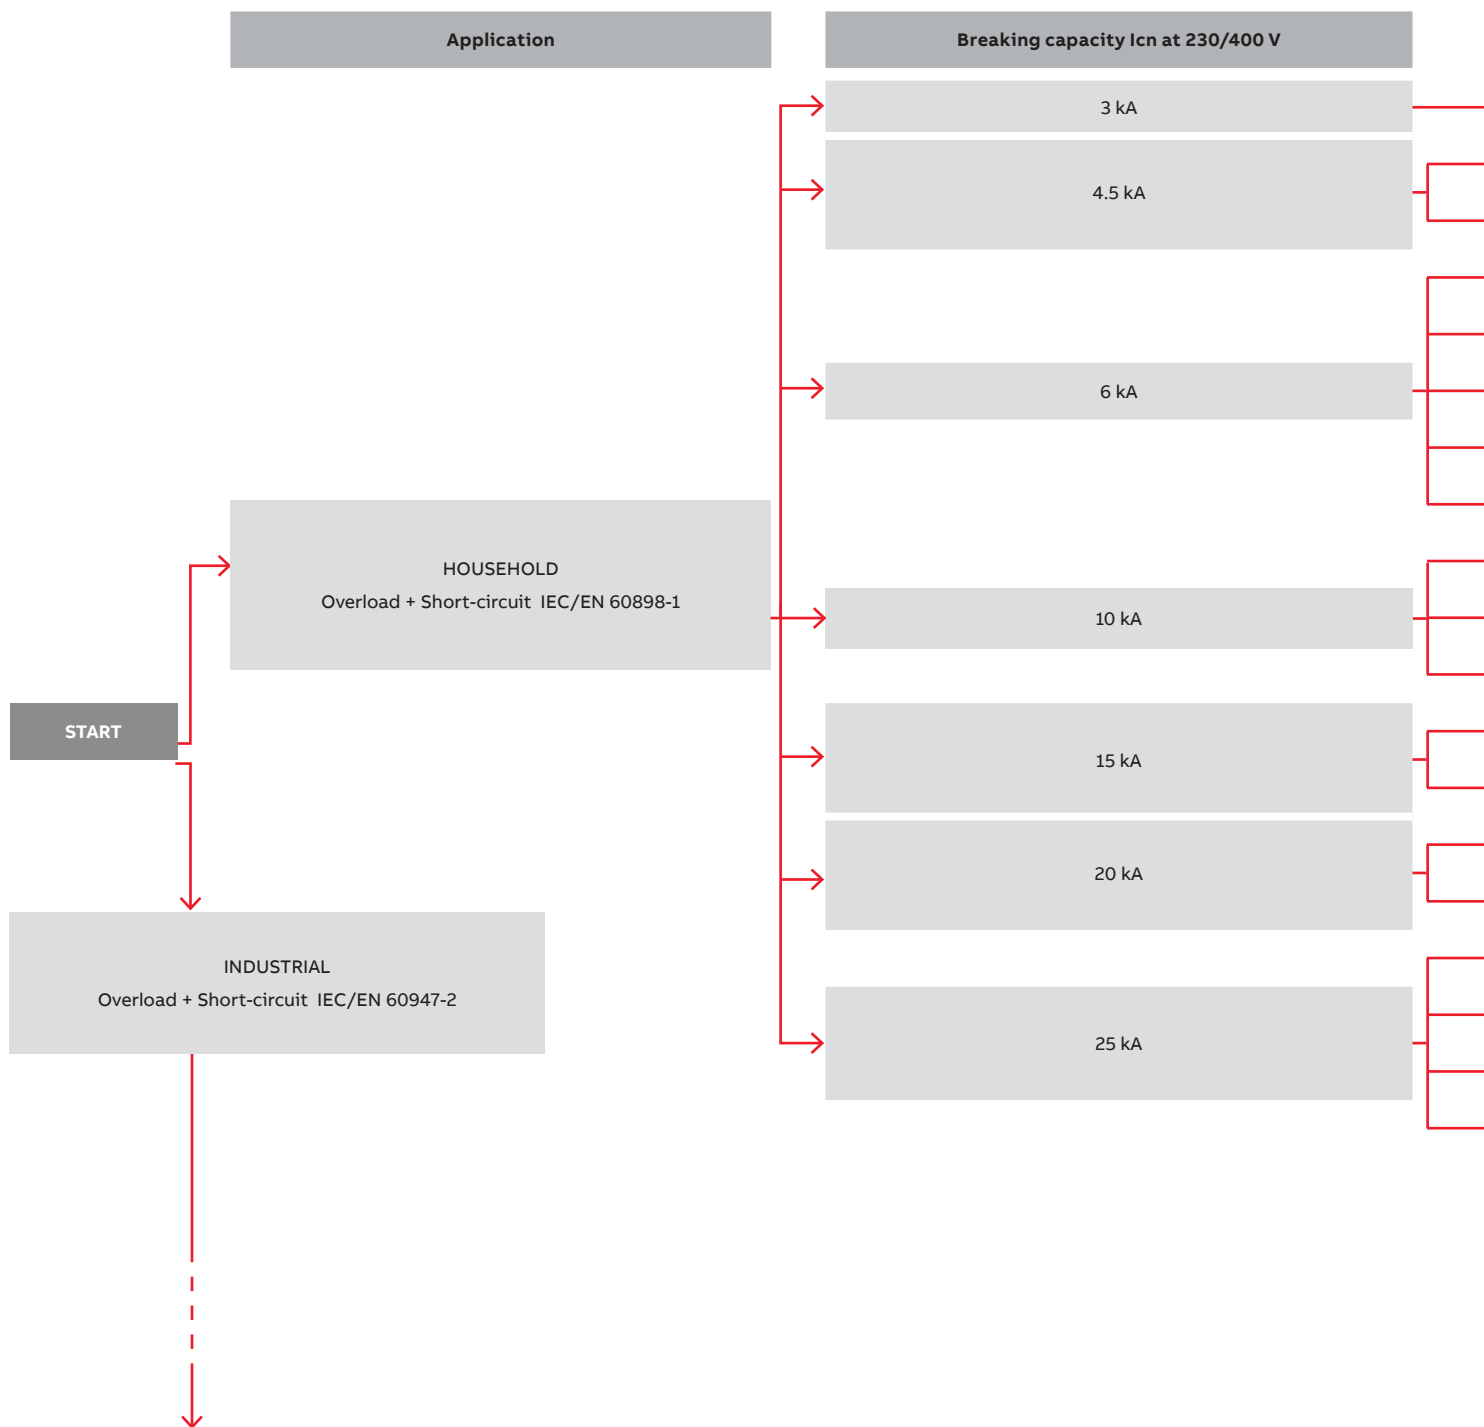 Application
Breaking capacity Icn at 230/400 V
3 kA
4.5 kA
6 kA
HOUSEHOLD
Overload + Short-circuit IEC/EN 60898-1
10 kA
START
15 kA
20 kA
INDUSTRIAL
Overload + Short-circuit IEC/EN 60947-2
25 kA